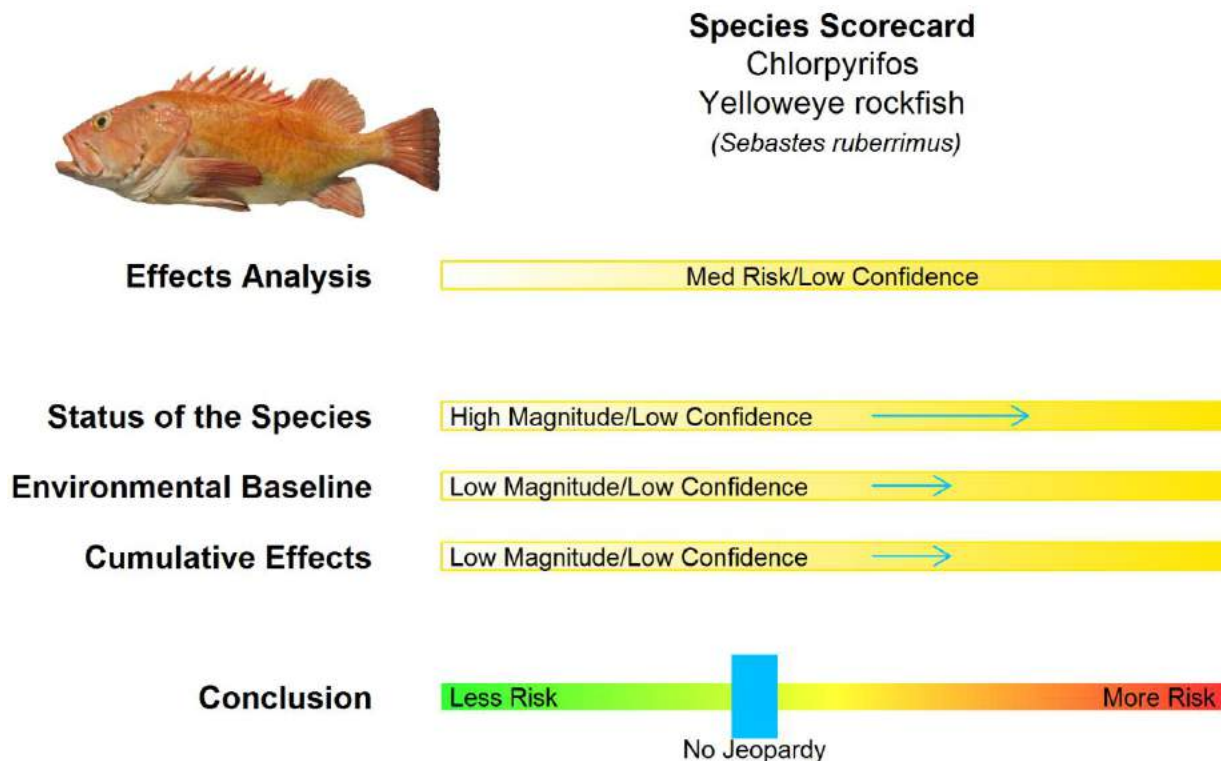 Species Scorecard
Chlorpyrifos
Yelloweye rockfish
(Sebastes ruberrimus)
Effects Analysis
Med Risk/Low Confidence
Status of the Species
High Magnitude/Low Confidence
Environmental Baseline
Low Magnitude/Low Confidence
Cumulative Effects
Low Magnitude/Low Confidence
Conclusion
Less Risk
More Risk
No Jeopardy